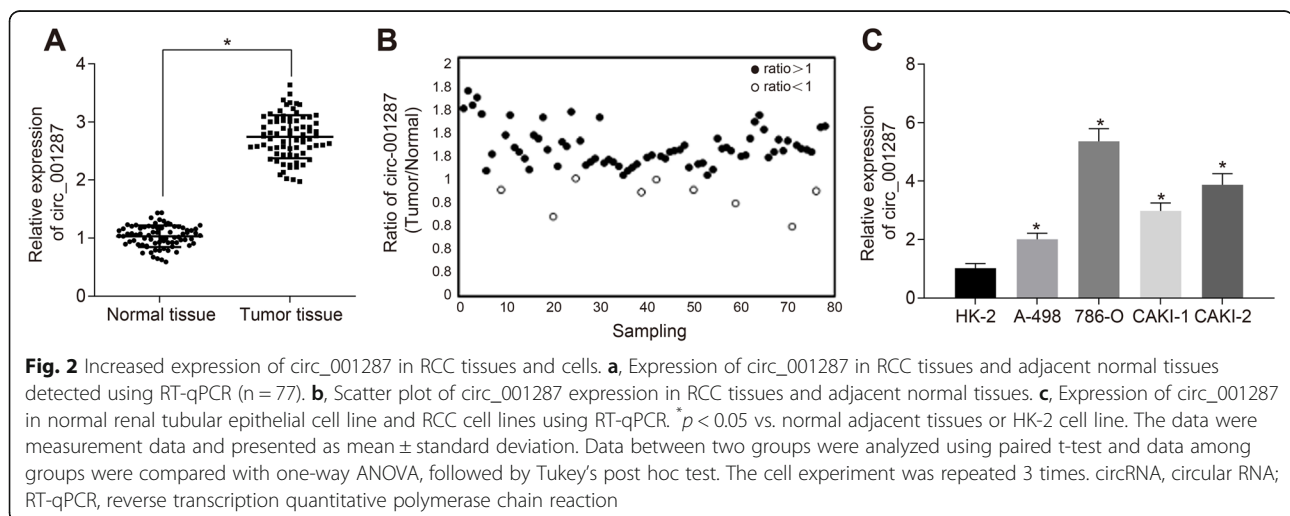 A
B
C
*
Relative expression
of circ_001287
4
3
2
1
0
Normal tissue
Tumor tissue
Ratio of circ-001287
(Tumor/Normal)
2
1.8
1.8
1.8
1.8
1
0.8
0.8
0.8
0.8
0
10
20
30
40
50
60
70
80
Sampling
● ratio>1
○ ratio<1
Relative expression
of circ_001287
8
6
4
2
0
*
*
*
*
HK-2
A-498
786-O
CAKI-1
CAKI-2
Fig. 2 Increased expression of circ_001287 in RCC tissues and cells. a, Expression of circ_001287 in RCC tissues and adjacent normal tissues
detected using RT-qPCR (n = 77). b, Scatter plot of circ_001287 expression in RCC tissues and adjacent normal tissues. c, Expression of circ_001287
in normal renal tubular epithelial cell line and RCC cell lines using RT-qPCR. *p < 0.05 vs. normal adjacent tissues or HK-2 cell line. The data were
measurement data and presented as mean ± standard deviation. Data between two groups were analyzed using paired t-test and data among
groups were compared with one-way ANOVA, followed by Tukey's post hoc test. The cell experiment was repeated 3 times. circRNA, circular RNA;
RT-qPCR, reverse transcription quantitative polymerase chain reaction